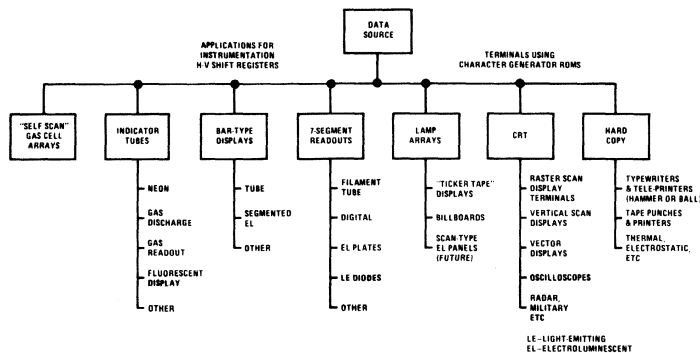 DATA
SOURCE
APPLICATIONS FOR
INSTRUMENTATION
H-V SHIFT REGISTERS
TERMINALS USING
CHARACTER GENERATOR ROMS
"SELF SCAN"
GAS CELL
ARRAYS
INDICATOR
TUBES
BAR-TYPE
DISPLAYS
7-SEGMENT
READOUTS
LAMP
ARRAYS
CRT
HARD
COPY
NEON
GAS
DISCHARGE
GAS
READOUT
FLUORESCENT
DISPLAY
OTHER
TUBE
SEGMENTED
EL
OTHER
FILAMENT
TUBE
DIGITAL
EL PLATES
LE DIODES
OTHER
"TICKER TAPE"
DISPLAYS
BILLBOARDS
SCAN-TYPE
EL PANELS
(FUTURE)
RASTER SCAN
DISPLAY
TERMINALS
VERTICAL SCAN
DISPLAYS
VECTOR
DISPLAYS
OSCILLOSCOPES
RADAR,
MILITARY
ETC
TYPEWRITERS
& TELE-PRINTERS
(HAMMER OR BALL)
TAPE PUNCHES
& PRINTERS
THERMAL,
ELECTROSTATIC,
ETC
LE-LIGHT-EMITTING
EL-ELECTROLUMINESCENT